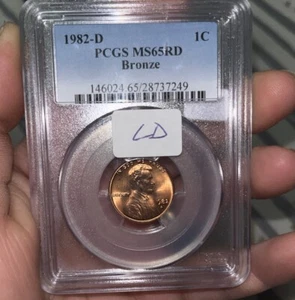 1982-D 1C
PCGS MS65RD
Bronze
146024.65/28737249
LD